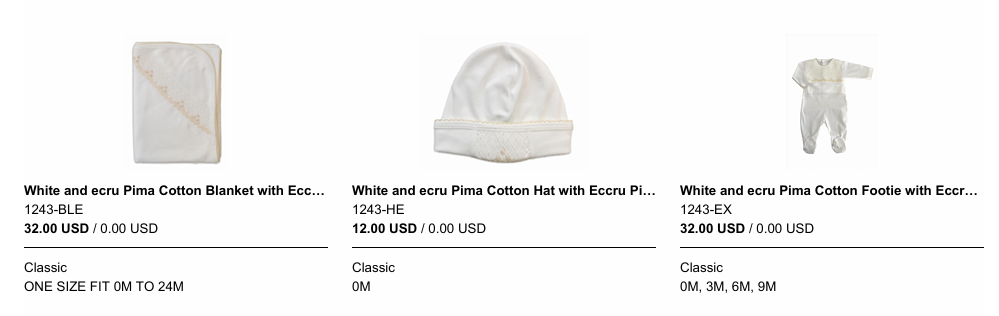 White and ecru Pima Cotton Blanket with Ecc...
1243-BLE
32.00 USD / 0.00 USD
Classic
ONE SIZE FIT 0M TO 24M
White and ecru Pima Cotton Hat with Eccru Pi...
1243-HE
12.00 USD / 0.00 USD
Classic
0M
White and ecru Pima Cotton Footie with Eccr...
1243-EX
32.00 USD / 0.00 USD
Classic
0M, 3M, 6M, 9M